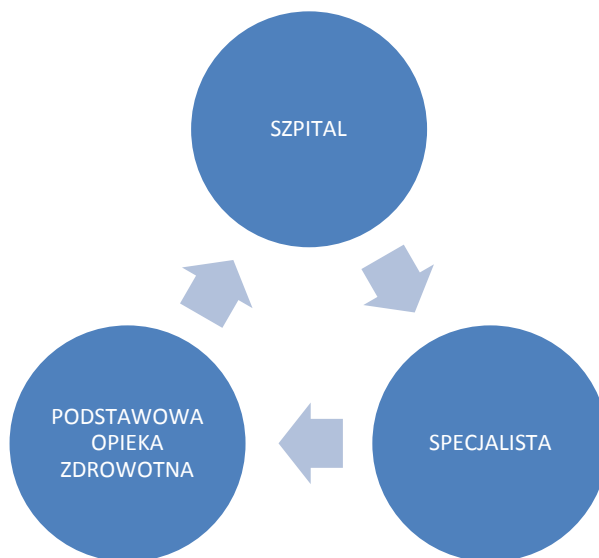 SZPITAL
PODSTAWOWA
OPIEKA
ZDROWOTNA
SPECJALISTA